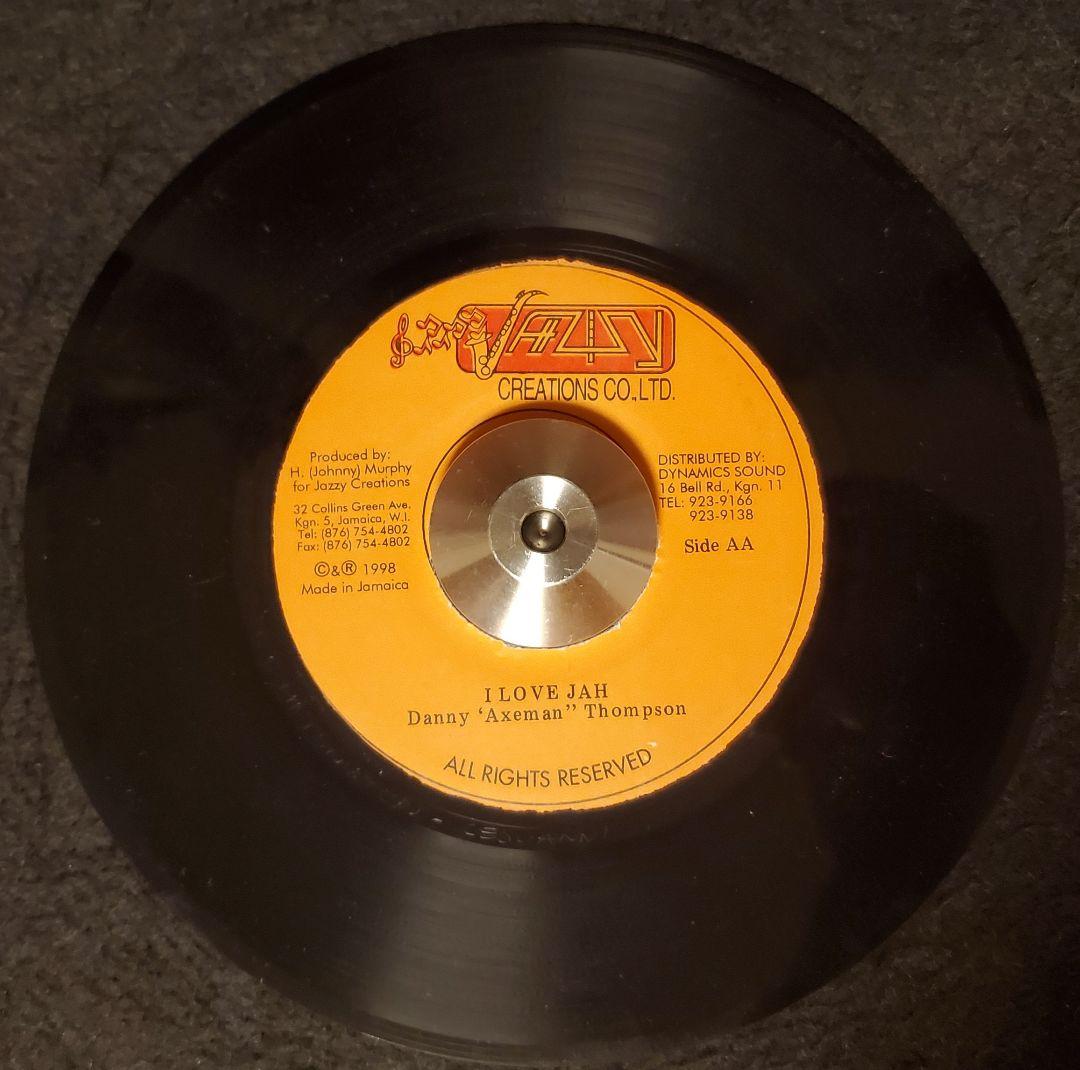 JAZZY
CREATIONS CO., LTD.
Produced by:
H. (Johnny) Murphy
for Jazzy Creations
32 Collins Green Ave.
Kgn. 5, Jamaica, W.I.
Tel: (876) 754-4802
Fax: (876) 754-4802
©&® 1998
Made in Jamaica
DISTRIBUTED BY:
DYNAMICS SOUND
16 Bell Rd., Kgn. 11
TEL: 923-9166
923-9138
Side AA
I LOVE JAH
Danny ‘Axeman” Thompson
ALL RIGHTS RESERVED